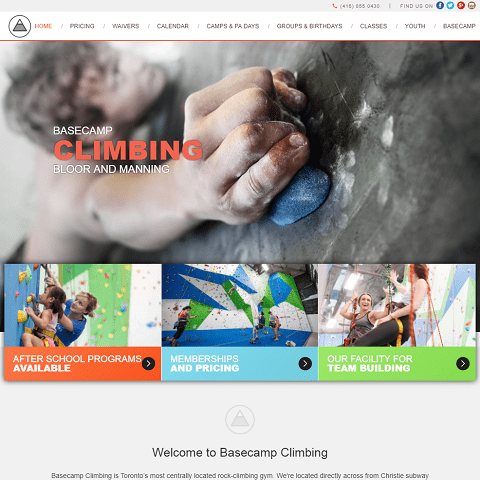 (416) 855 0430 | FIND US ON
HOME / PRICING / WAIVERS / CALENDAR / CAMPS & PA DAYS / GROUPS & BIRTHDAYS / CLASSES / YOUTH / BASECAMP
BASECAMP
CLIMBING
BLOOR AND MANNING
AFTER SCHOOL PROGRAMS
AVAILABLE
MEMBERSHIPS
AND PRICING
OUR FACILITY FOR
TEAM BUILDING
Welcome to Basecamp Climbing
Basecamp Climbing is Toronto's most centrally located rock-climbing gym. We're located directly across from Christie subway